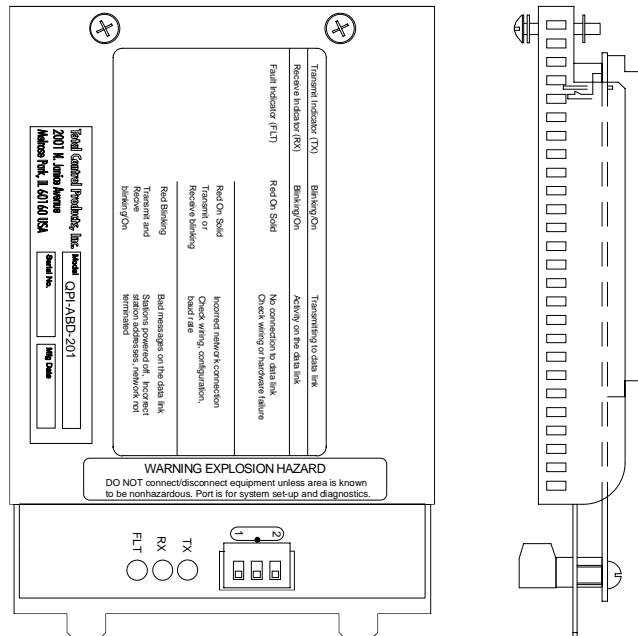 Transmit Indicator (TX) Blinking/On Transmitting to data link
Receive Indicator (RX) Blinking/On Activity on the data link
Fault Indicator (FLT) Red On Solid No connection to data link
Check wiring or hardware failure
Red On Solid Incorrect network connection
Transmit or Check wiring, configuration,
Receive blinking baud rate
Red Blinking Bad messages on the data link
Transmit and Stations powered off, Incorrect
Recive station addresses, network not
blinking/On terminated
Total Control Products, Inc.
2001 N. Janice Avenue
Melrose Park, IL 60160 USA
Model QPI-ABD-201
Serial No. Mfg Date
WARNING EXPLOSION HAZARD
DO NOT connect/disconnect equipment unless area is known
to be nonhazardous. Port is for system set-up and diagnostics.
FLT RX TX
1 2